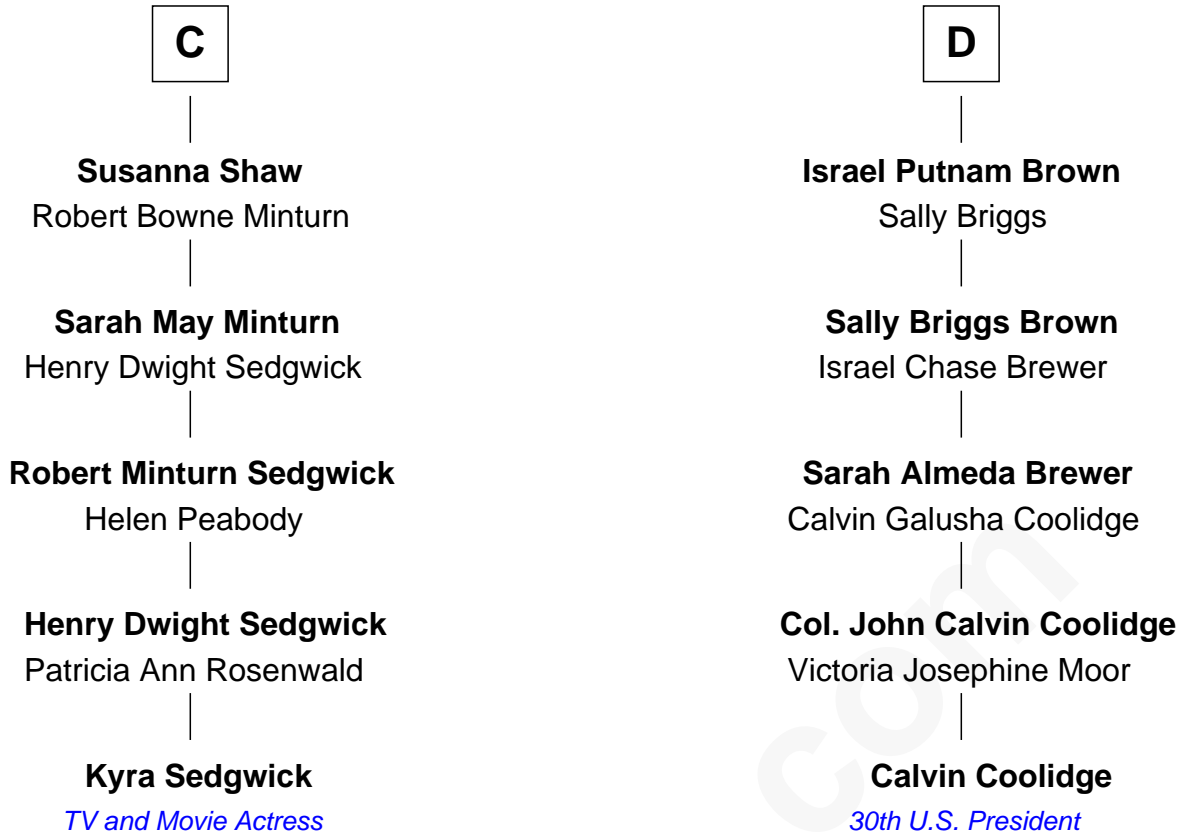 C
Susanna Shaw
Robert Bowne Minturn
Sarah May Minturn
Henry Dwight Sedgwick
Robert Minturn Sedgwick
Helen Peabody
Henry Dwight Sedgwick
Patricia Ann Rosenwald
Kyra Sedgwick
TV and Movie Actress
D
Israel Putnam Brown
Sally Briggs
Sally Briggs Brown
Israel Chase Brewer
Sarah Almeda Brewer
Calvin Galusha Coolidge
Col. John Calvin Coolidge
Victoria Josephine Moor
Calvin Coolidge
30th U.S. President
com